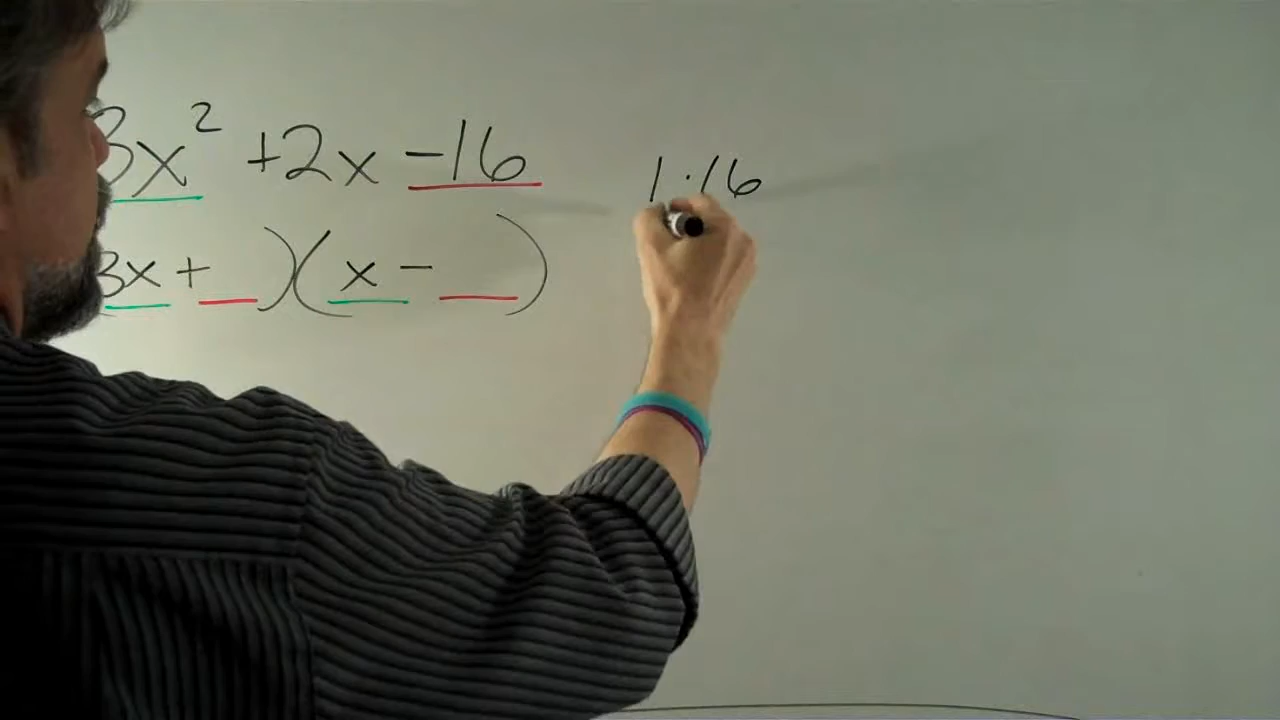 3x² +2x -16
1·16
3x + __ )( x - __ )